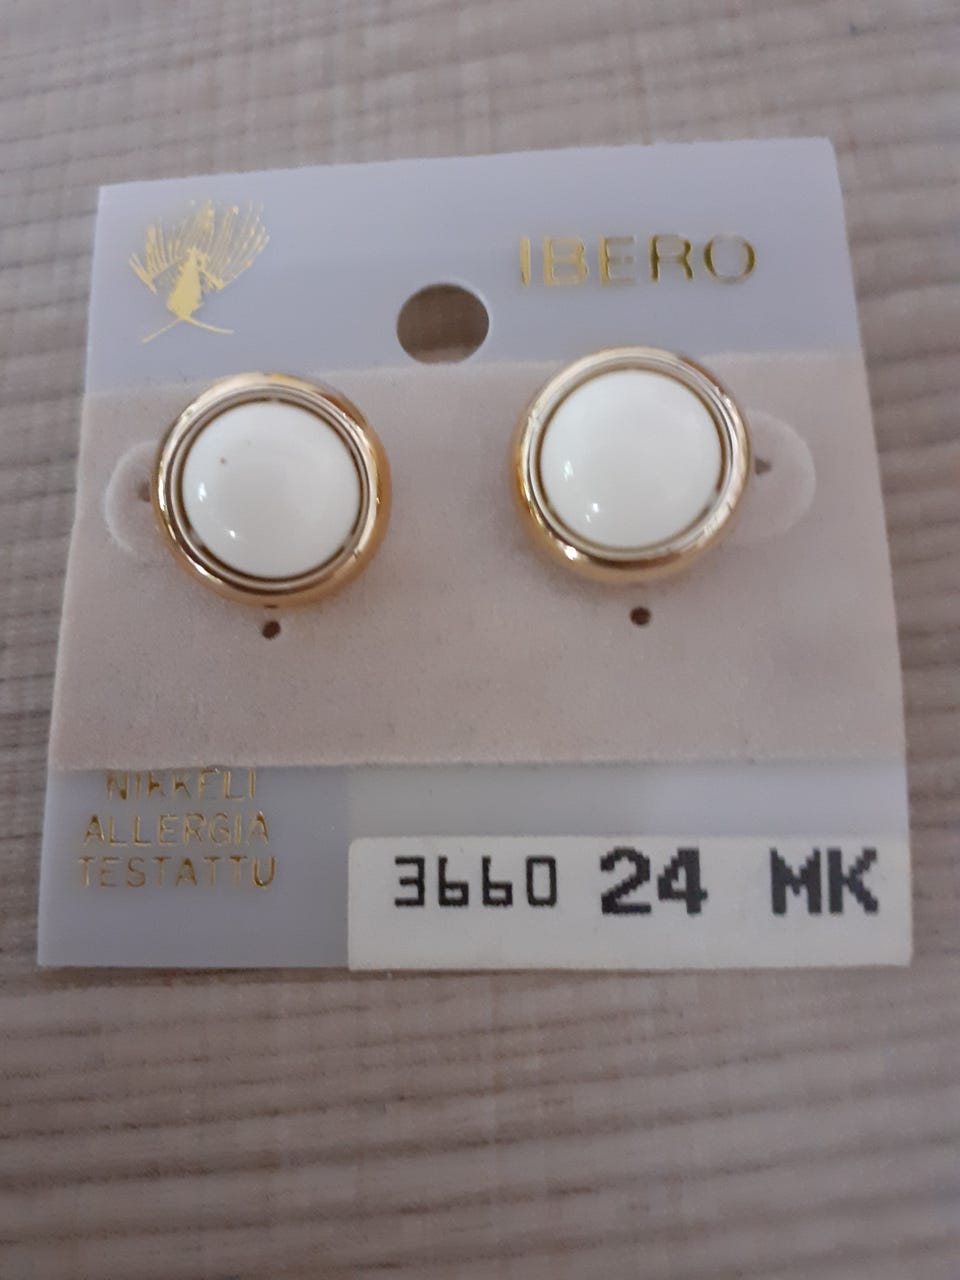 IBERO
NIKKELI
ALLERGIA
TESTATTU
3660 24 MK